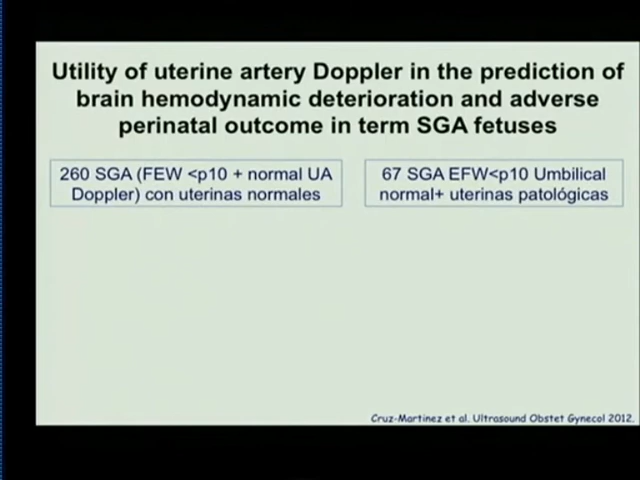 Utility of uterine artery Doppler in the prediction of
brain hemodynamic deterioration and adverse
perinatal outcome in term SGA fetuses
260 SGA (FEW <p10 + normal UA
Doppler) con uterinas normales
67 SGA EFW<p10 Umbilical
normal+ uterinas patológicas
Cruz-Martinez et al. Ultrasound Obstet Gynecol 2012.